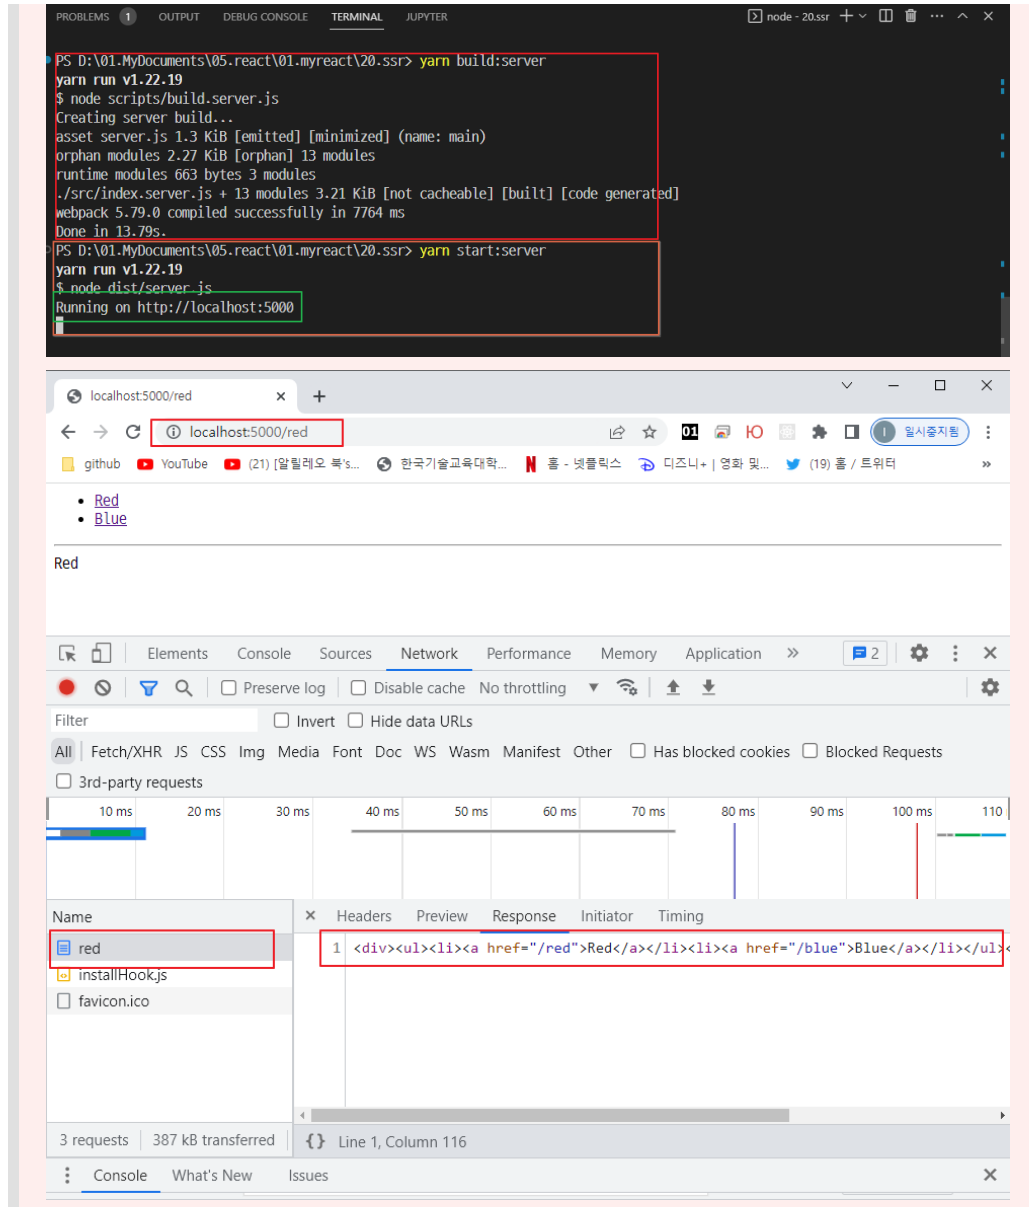 PROBLEMS 1 OUTPUT DEBUG CONSOLE TERMINAL JUPYTER node - 20.ssr
PS D:\01.MyDocuments\05.react\01.myreact\20.ssr> yarn build:server
yarn run v1.22.19
$ node scripts/build.server.js
Creating server build...
asset server.js 1.3 KiB [emitted] [minimized] (name: main)
orphan modules 2.27 KiB [orphan] 13 modules
runtime modules 663 bytes 3 modules
./src/index.server.js + 13 modules 3.21 KiB [not cacheable] [built] [code generated]
webpack 5.79.0 compiled successfully in 7764 ms
Done in 13.79s.
PS D:\01.MyDocuments\05.react\01.myreact\20.ssr> yarn start:server
yarn run v1.22.19
$ node dist/server.js
Running on http://localhost:5000
localhost:5000/red
localhost:5000/red 01 Ю I 일시중지됨
github YouTube (21) [알릴레오 북's... 한국기술교육대학... 홈 - 넷플릭스 디즈니+ | 영화 및... (19) 홈 / 트위터 »
Red
Blue
Red
Elements Console Sources Network Performance Memory Application » 2
Preserve log Disable cache No throttling
Filter Invert Hide data URLs
All Fetch/XHR JS CSS Img Media Font Doc WS Wasm Manifest Other Has blocked cookies Blocked Requests
3rd-party requests
10 ms 20 ms 30 ms 40 ms 50 ms 60 ms 70 ms 80 ms 90 ms 100 ms 110
Name Headers Preview Response Initiator Timing
red 1 <div><ul><li><a href="/red">Red</a></li><li><a href="/blue">Blue</a></li></ul><
installHook.js
favicon.ico
3 requests 387 kB transferred {} Line 1, Column 116
Console What's New Issues